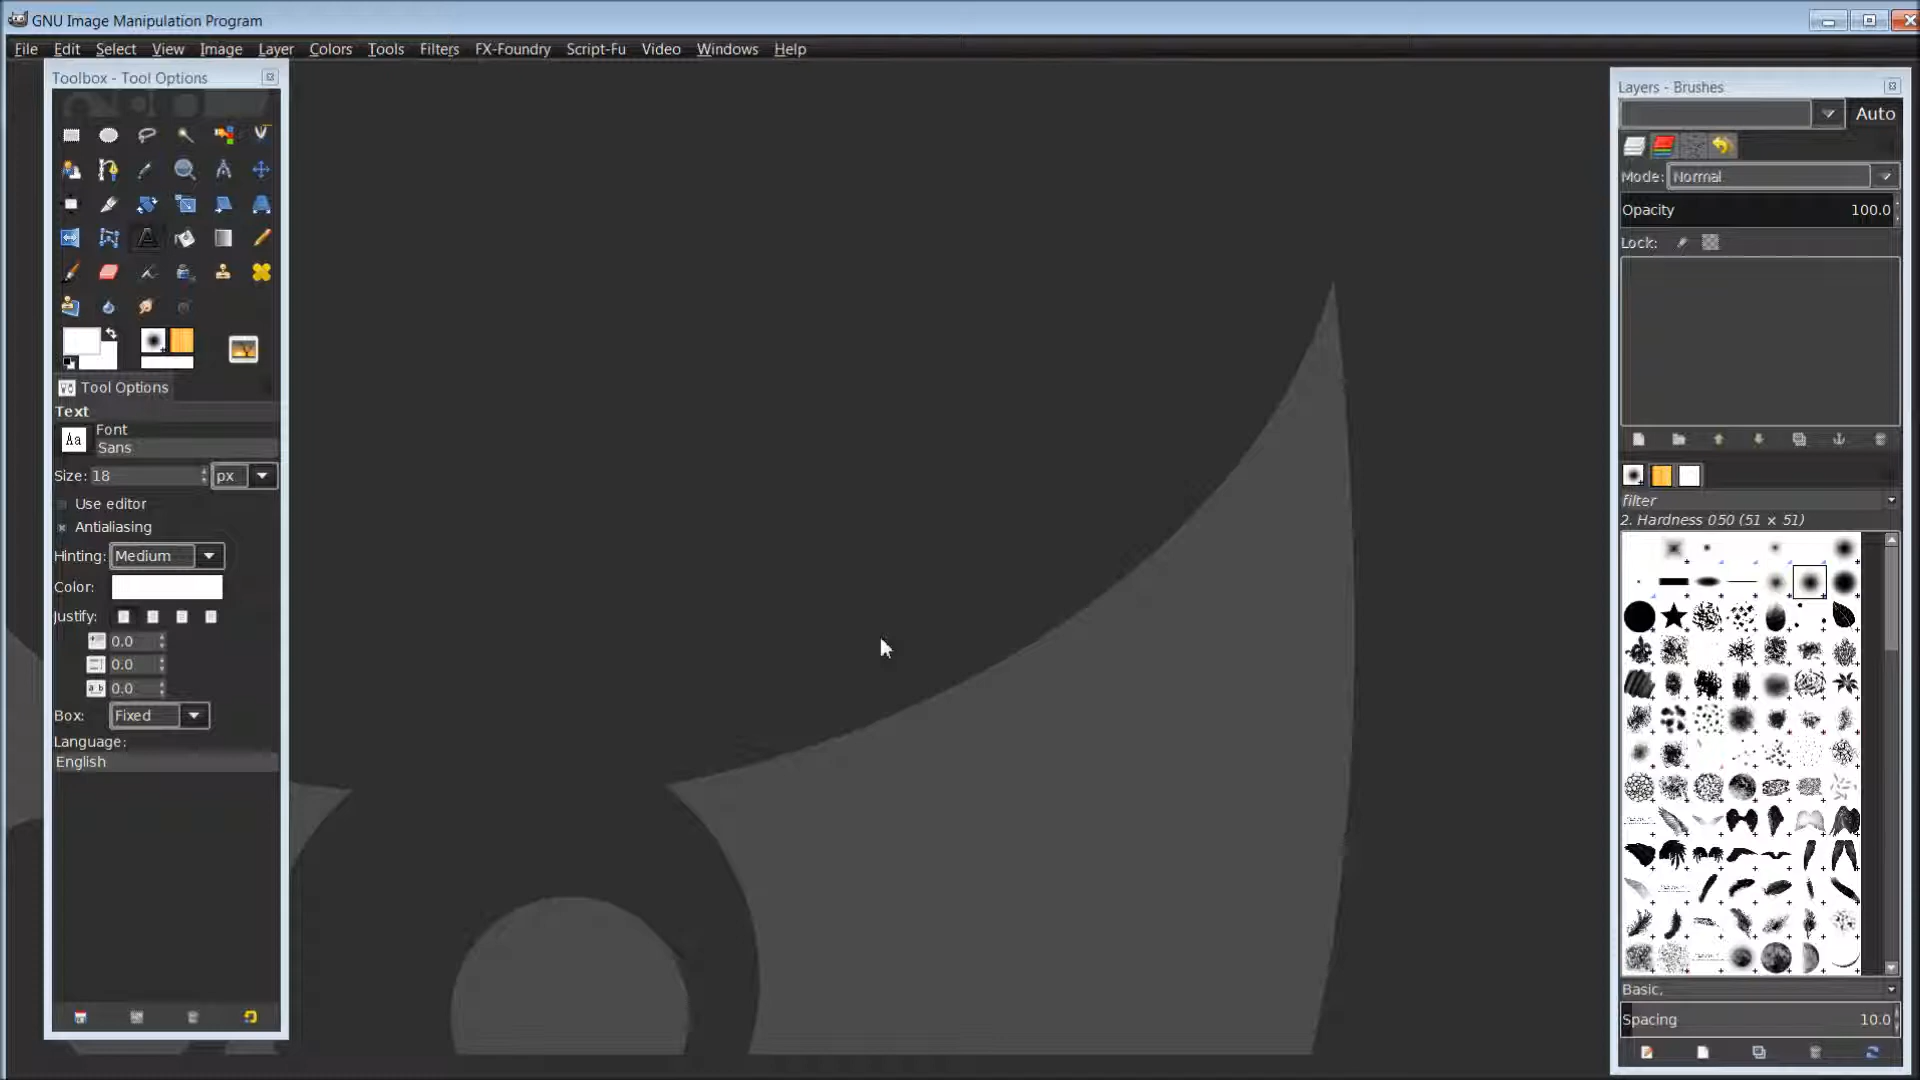 GNU Image Manipulation Program
File Edit Select View Image Layer Colors Tools Filters FX-Foundry Script-Fu Video Windows Help
Toolbox - Tool Options
Tool Options
Text
Aa
Font
Sans
Size: 18 px
Use editor
Antialiasing
Hinting: Medium
Color:
Justify:
0.0
0.0
a b 0.0
Box: Fixed
Language:
English
Layers - Brushes
Auto
Mode: Normal
Opacity 100.0
Lock:
filter
2. Hardness 050 (51 × 51)
Basic,
Spacing 10.0